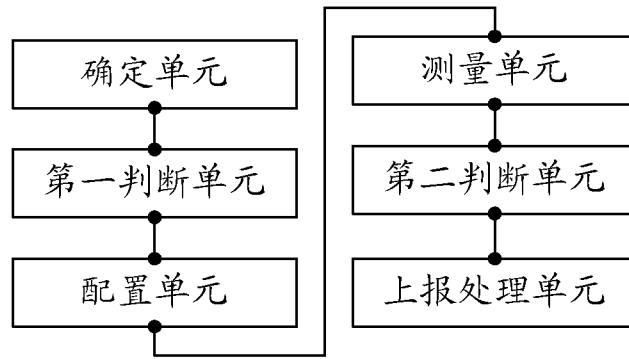 确定单元
第一判断单元
配置单元
测量单元
第二判断单元
上报处理单元